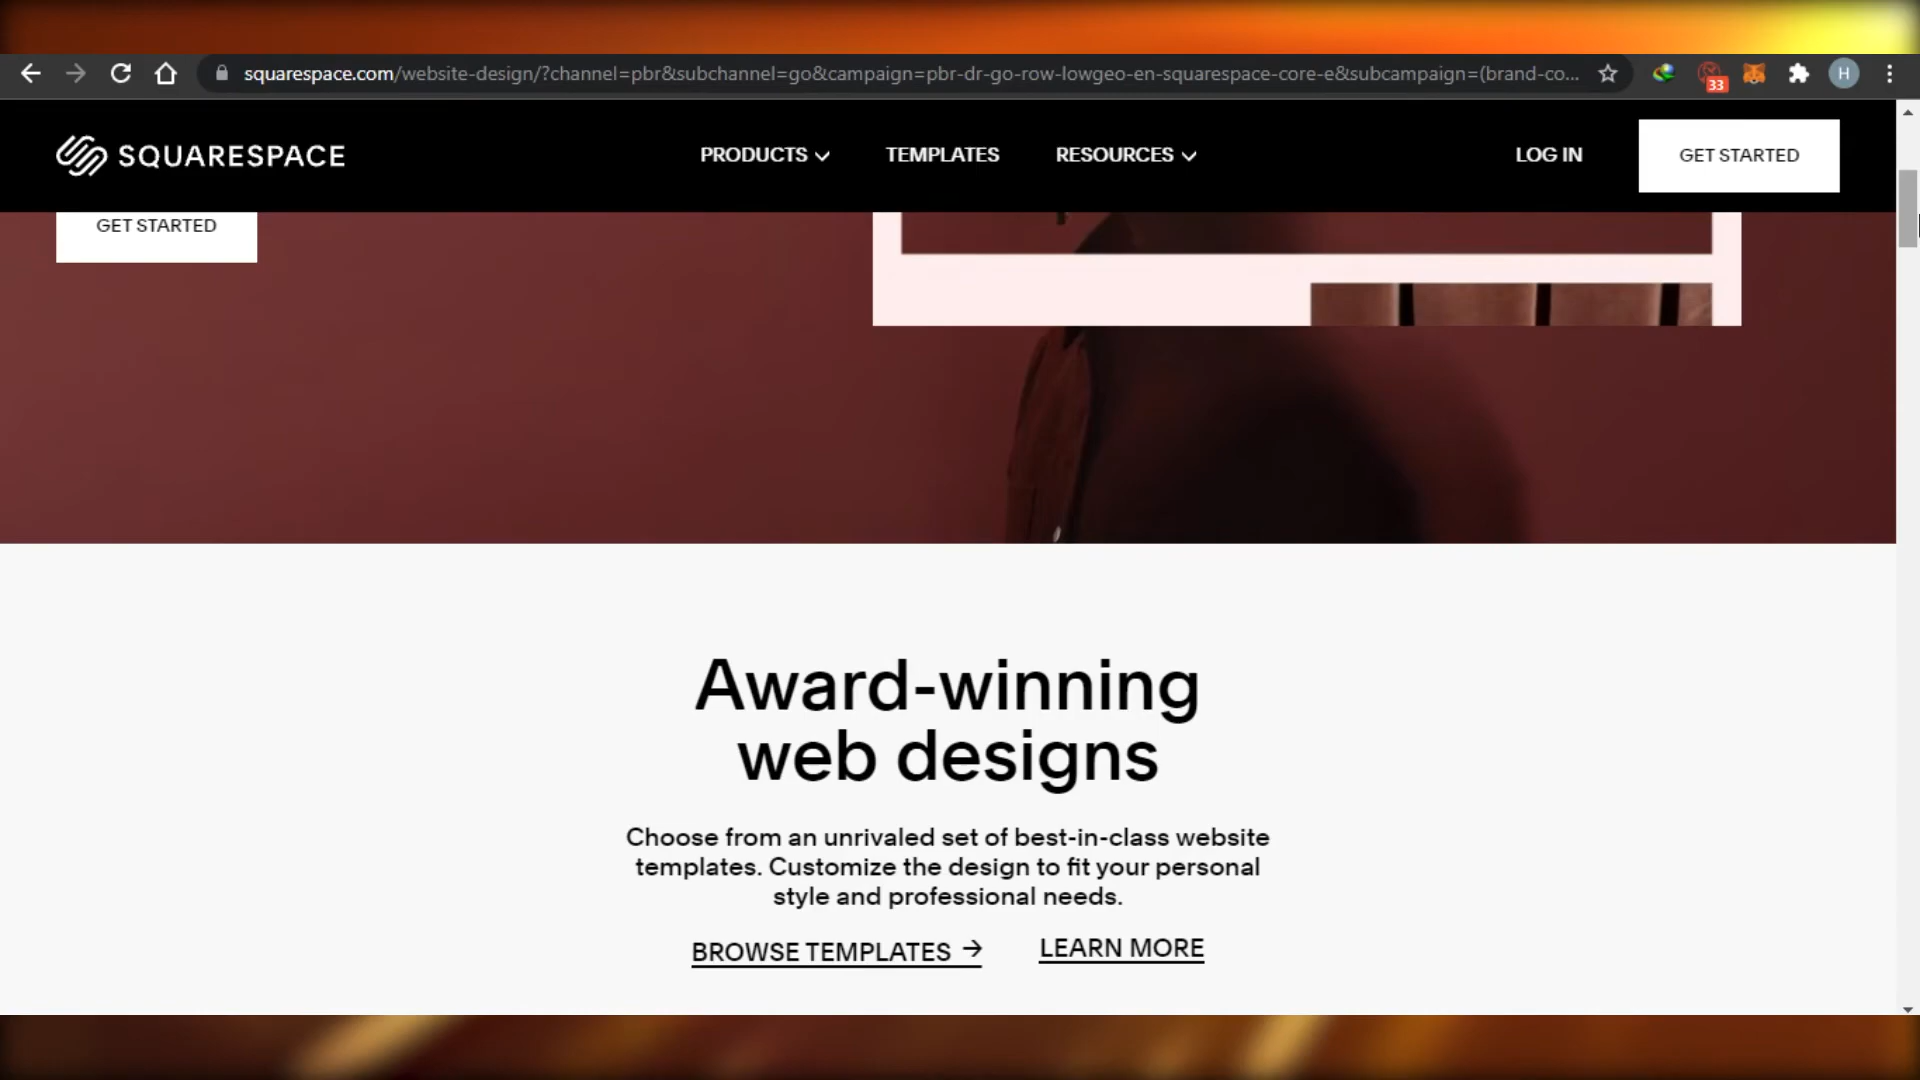 squarespace.com/website-design/?channel=pbr&subchannel=go&campaign=pbr-dr-go-row-lowgeo-en-squarespace-core-e&subcampaign=(brand-co...
33
H
SQUARESPACE
PRODUCTS
TEMPLATES
RESOURCES
LOG IN
GET STARTED
GET STARTED
Award-winning
web designs
Choose from an unrivaled set of best-in-class website
templates. Customize the design to fit your personal
style and professional needs.
BROWSE TEMPLATES →
LEARN MORE